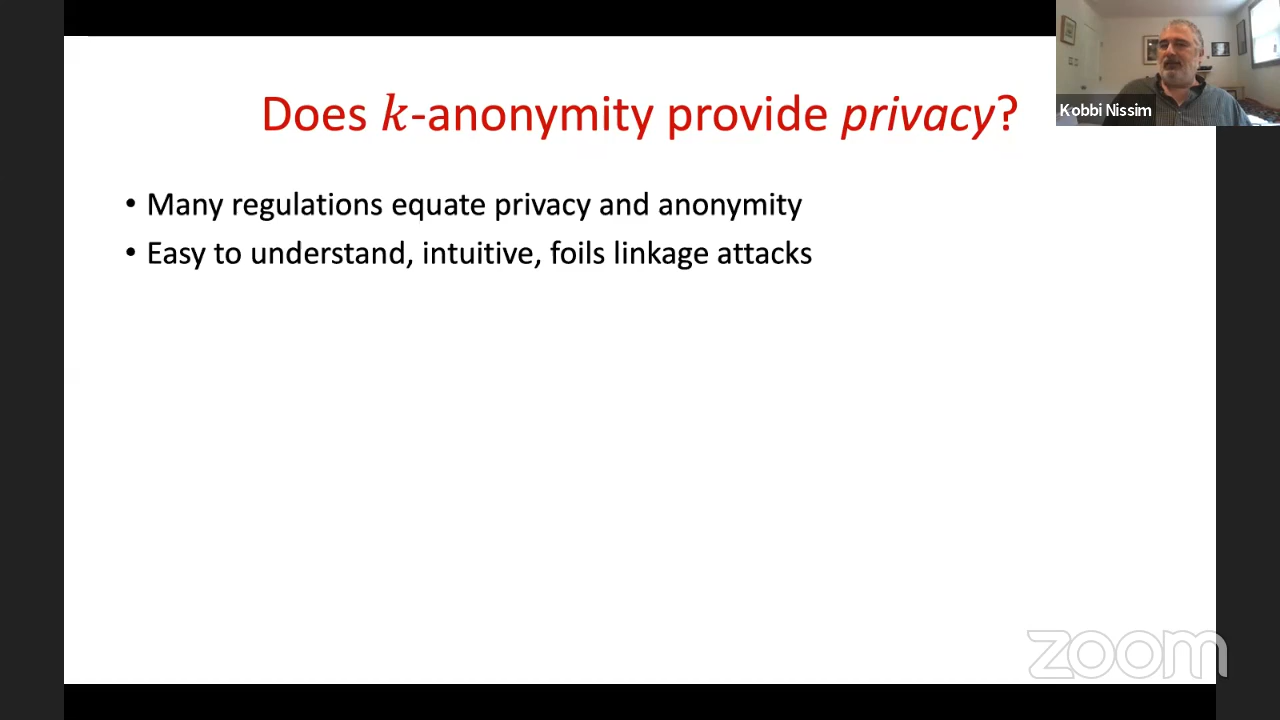 Does k-anonymity provide privacy?
Kobbi Nissim
• Many regulations equate privacy and anonymity
• Easy to understand, intuitive, foils linkage attacks
zoom